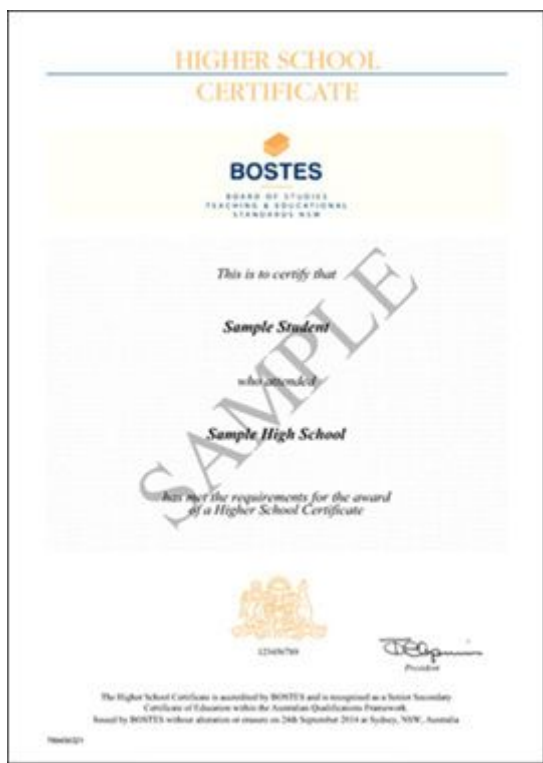 HIGHER SCHOOL
CERTIFICATE
BOSTES
BOARD OF STUDIES
TEACHING & EDUCATIONAL
STANDARDS NSW
This is to certify that
Sample Student
who attended
Sample High School
has met the requirements for the award
of a Higher School Certificate
SAMPLE
123456789
President
The Higher School Certificate is accredited by BOSTES and is recognised as a Senior Secondary
Certificate of Education within the Australian Qualifications Framework.
Issued by BOSTES without alteration or erasure on 24th September 2014 at Sydney, NSW, Australia